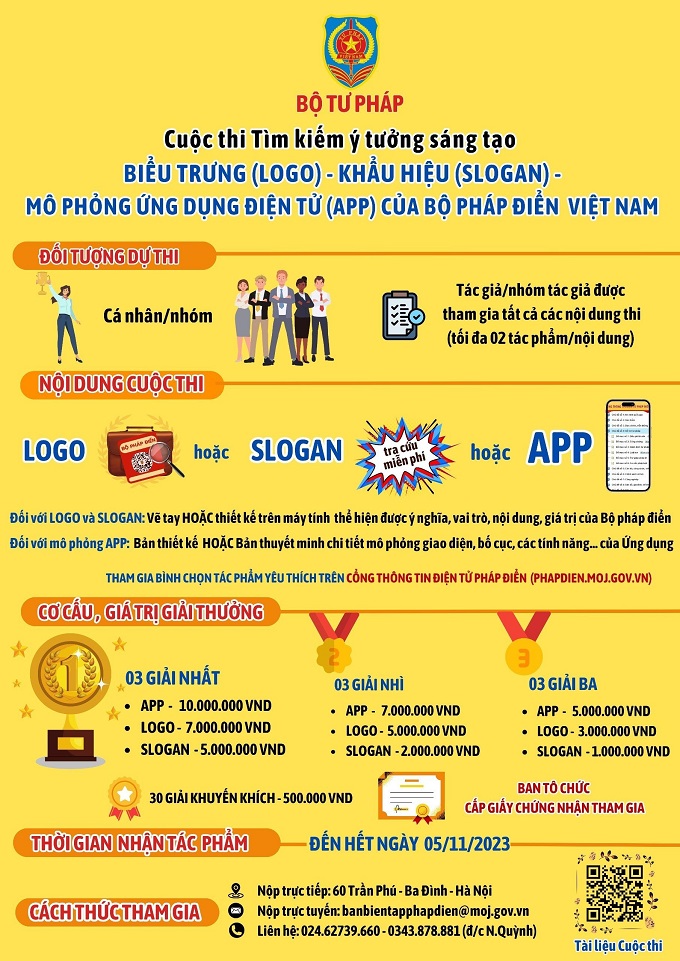 BỘ TƯ PHÁP
Cuộc thi Tìm kiếm ý tưởng sáng tạo
BIỂU TRƯNG (LOGO) - KHẨU HIỆU (SLOGAN) -
MÔ PHỎNG ỨNG DỤNG ĐIỆN TỬ (APP) CỦA BỘ PHÁP ĐIỂN VIỆT NAM
ĐỐI TƯỢNG DỰ THI
Cá nhân/nhóm
Tác giả/nhóm tác giả được
tham gia tất cả các nội dung thi
(tối đa 02 tác phẩm/nội dung)
NỘI DUNG CUỘC THI
LOGO
BỘ PHÁP ĐIỂN
hoặc
SLOGAN
tra cứu
miễn phí
hoặc
APP
Đối với LOGO và SLOGAN: Vẽ tay HOẶC thiết kế trên máy tính thể hiện được ý nghĩa, vai trò, nội dung, giá trị của Bộ pháp điển
Đối với mô phỏng APP: Bản thiết kế HOẶC Bản thuyết minh chi tiết mô phỏng giao diện, bố cục, các tính năng... của Ứng dụng
THAM GIA BÌNH CHỌN TÁC PHẨM YÊU THÍCH TRÊN CỔNG THÔNG TIN ĐIỆN TỬ PHÁP ĐIỂN (PHAPDIEN.MOJ.GOV.VN)
CƠ CẤU, GIÁ TRỊ GIẢI THƯỞNG
1
03 GIẢI NHẤT
• APP - 10.000.000 VND
• LOGO - 7.000.000 VND
• SLOGAN - 5.000.000 VND
2
03 GIẢI NHÌ
• APP - 7.000.000 VND
• LOGO - 5.000.000 VND
• SLOGAN - 2.000.000 VND
3
03 GIẢI BA
• APP - 5.000.000 VND
• LOGO - 3.000.000 VND
• SLOGAN - 1.000.000 VND
30 GIẢI KHUYẾN KHÍCH - 500.000 VND
BAN TỔ CHỨC
CẤP GIẤY CHỨNG NHẬN THAM GIA
THỜI GIAN NHẬN TÁC PHẨM
ĐẾN HẾT NGÀY 05/11/2023
CÁCH THỨC THAM GIA
Nộp trực tiếp: 60 Trần Phú - Ba Đình - Hà Nội
Nộp trực tuyến: banbientapphapdien@moj.gov.vn
Liên hệ: 024.62739.660 - 0343.878.881 (đ/c N.Quỳnh)
Tài liệu Cuộc thi